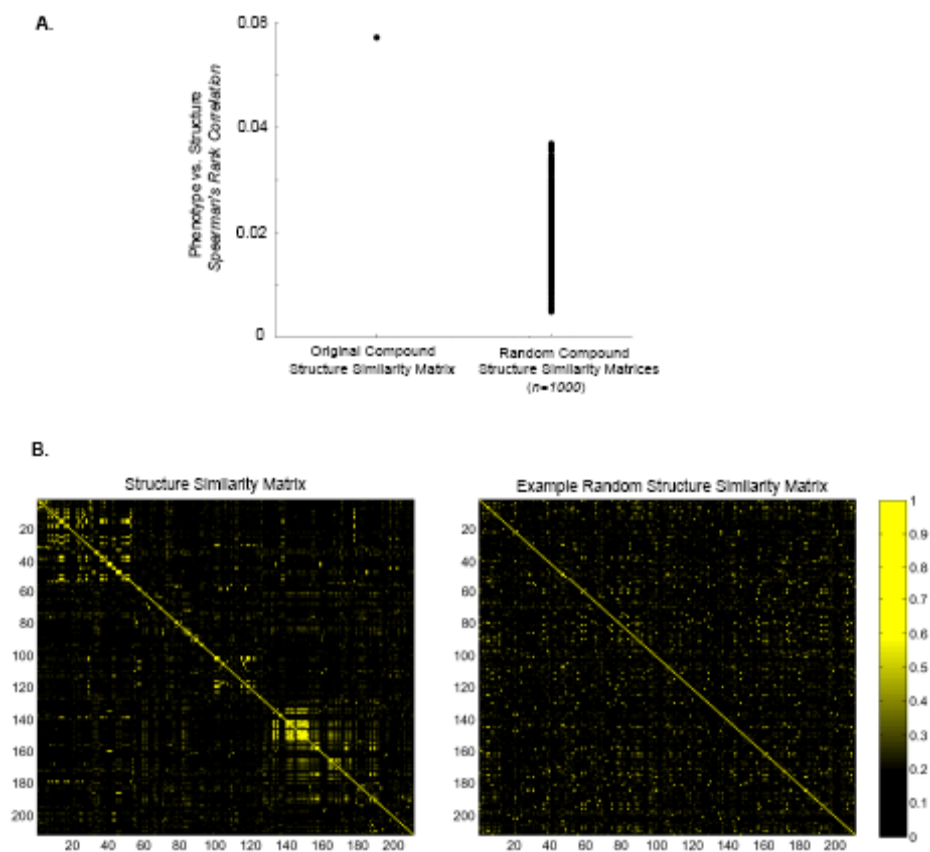 A.
0.06
0.04
0.02
0
Phenotype vs. Structure
Spearman's Rank Correlation
Original Compound
Structure Similarity Matrix
Random Compound
Structure Similarity Matrices
(n=1000)
B.
Structure Similarity Matrix
20
40
60
80
100
120
140
160
180
200
20 40 60 80 100 120 140 160 180 200
Example Random Structure Similarity Matrix
20
40
60
80
100
120
140
160
180
200
20 40 60 80 100 120 140 160 180 200
1
0.9
0.8
0.7
0.6
0.5
0.4
0.3
0.2
0.1
0